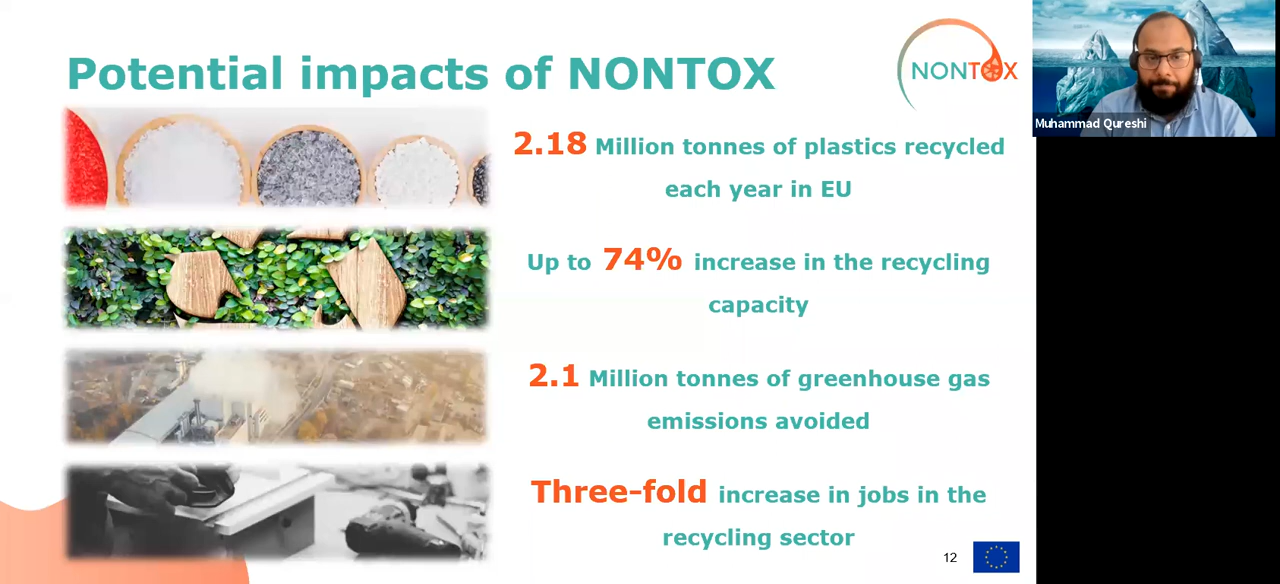 Potential impacts of NONTOX
NONTOX
Muhammad Qureshi
2.18 Million tonnes of plastics recycled
each year in EU
Up to 74% increase in the recycling
capacity
2.1 Million tonnes of greenhouse gas
emissions avoided
Three-fold increase in jobs in the
recycling sector
12